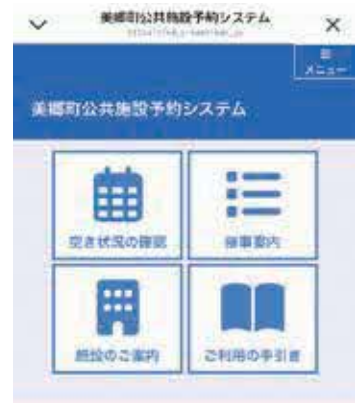 美郷町公共施設予約システム
メニュー
美郷町公共施設予約システム
空き状況の確認
催事案内
施設のご案内
ご利用の手引き